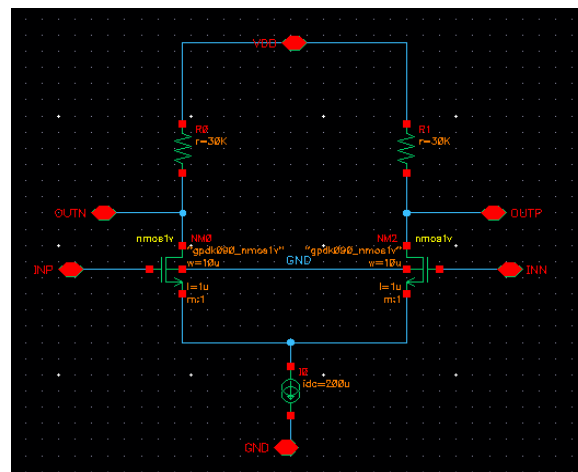 VDD
R0
r=30K
R1
r=30K
OUTN
OUTP
nmos1v
NM0
NM2
nmos1v
"gpdk090_nmos1v"
"gpdk090_nmos1v"
INP
w=10u
GND
w=10u
INN
l=1u
m:1
l=1u
m:1
I0
idc=200u
GND